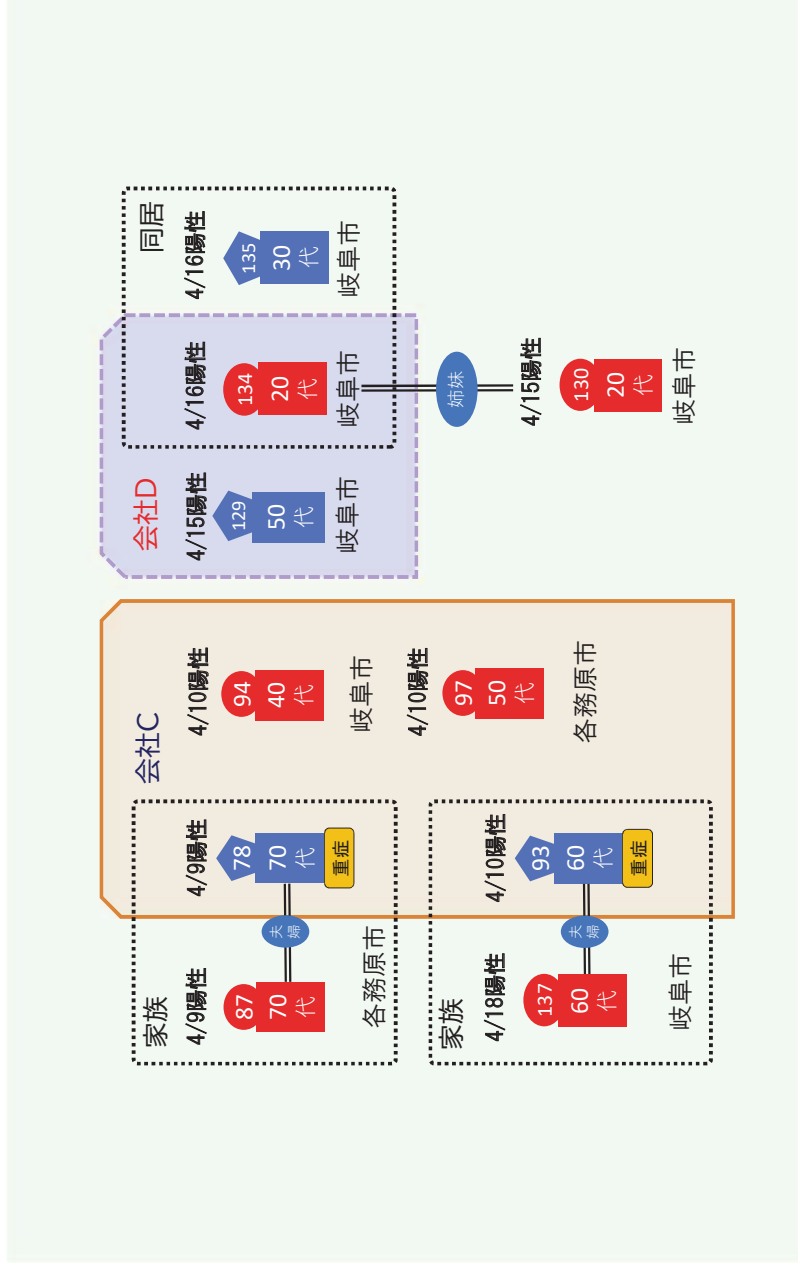 会社C
家族
4/9陽性
87
70
代
夫
婦
4/9陽性
78
70
代
重症
各務原市
4/10陽性
94
40
代
岐阜市
家族
4/18陽性
137
60
代
夫
婦
4/10陽性
93
60
代
重症
岐阜市
4/10陽性
97
50
代
各務原市
会社D
4/15陽性
129
50
代
岐阜市
同居
4/16陽性
134
20
代
岐阜市
4/16陽性
135
30
代
岐阜市
姉妹
4/15陽性
130
20
代
岐阜市